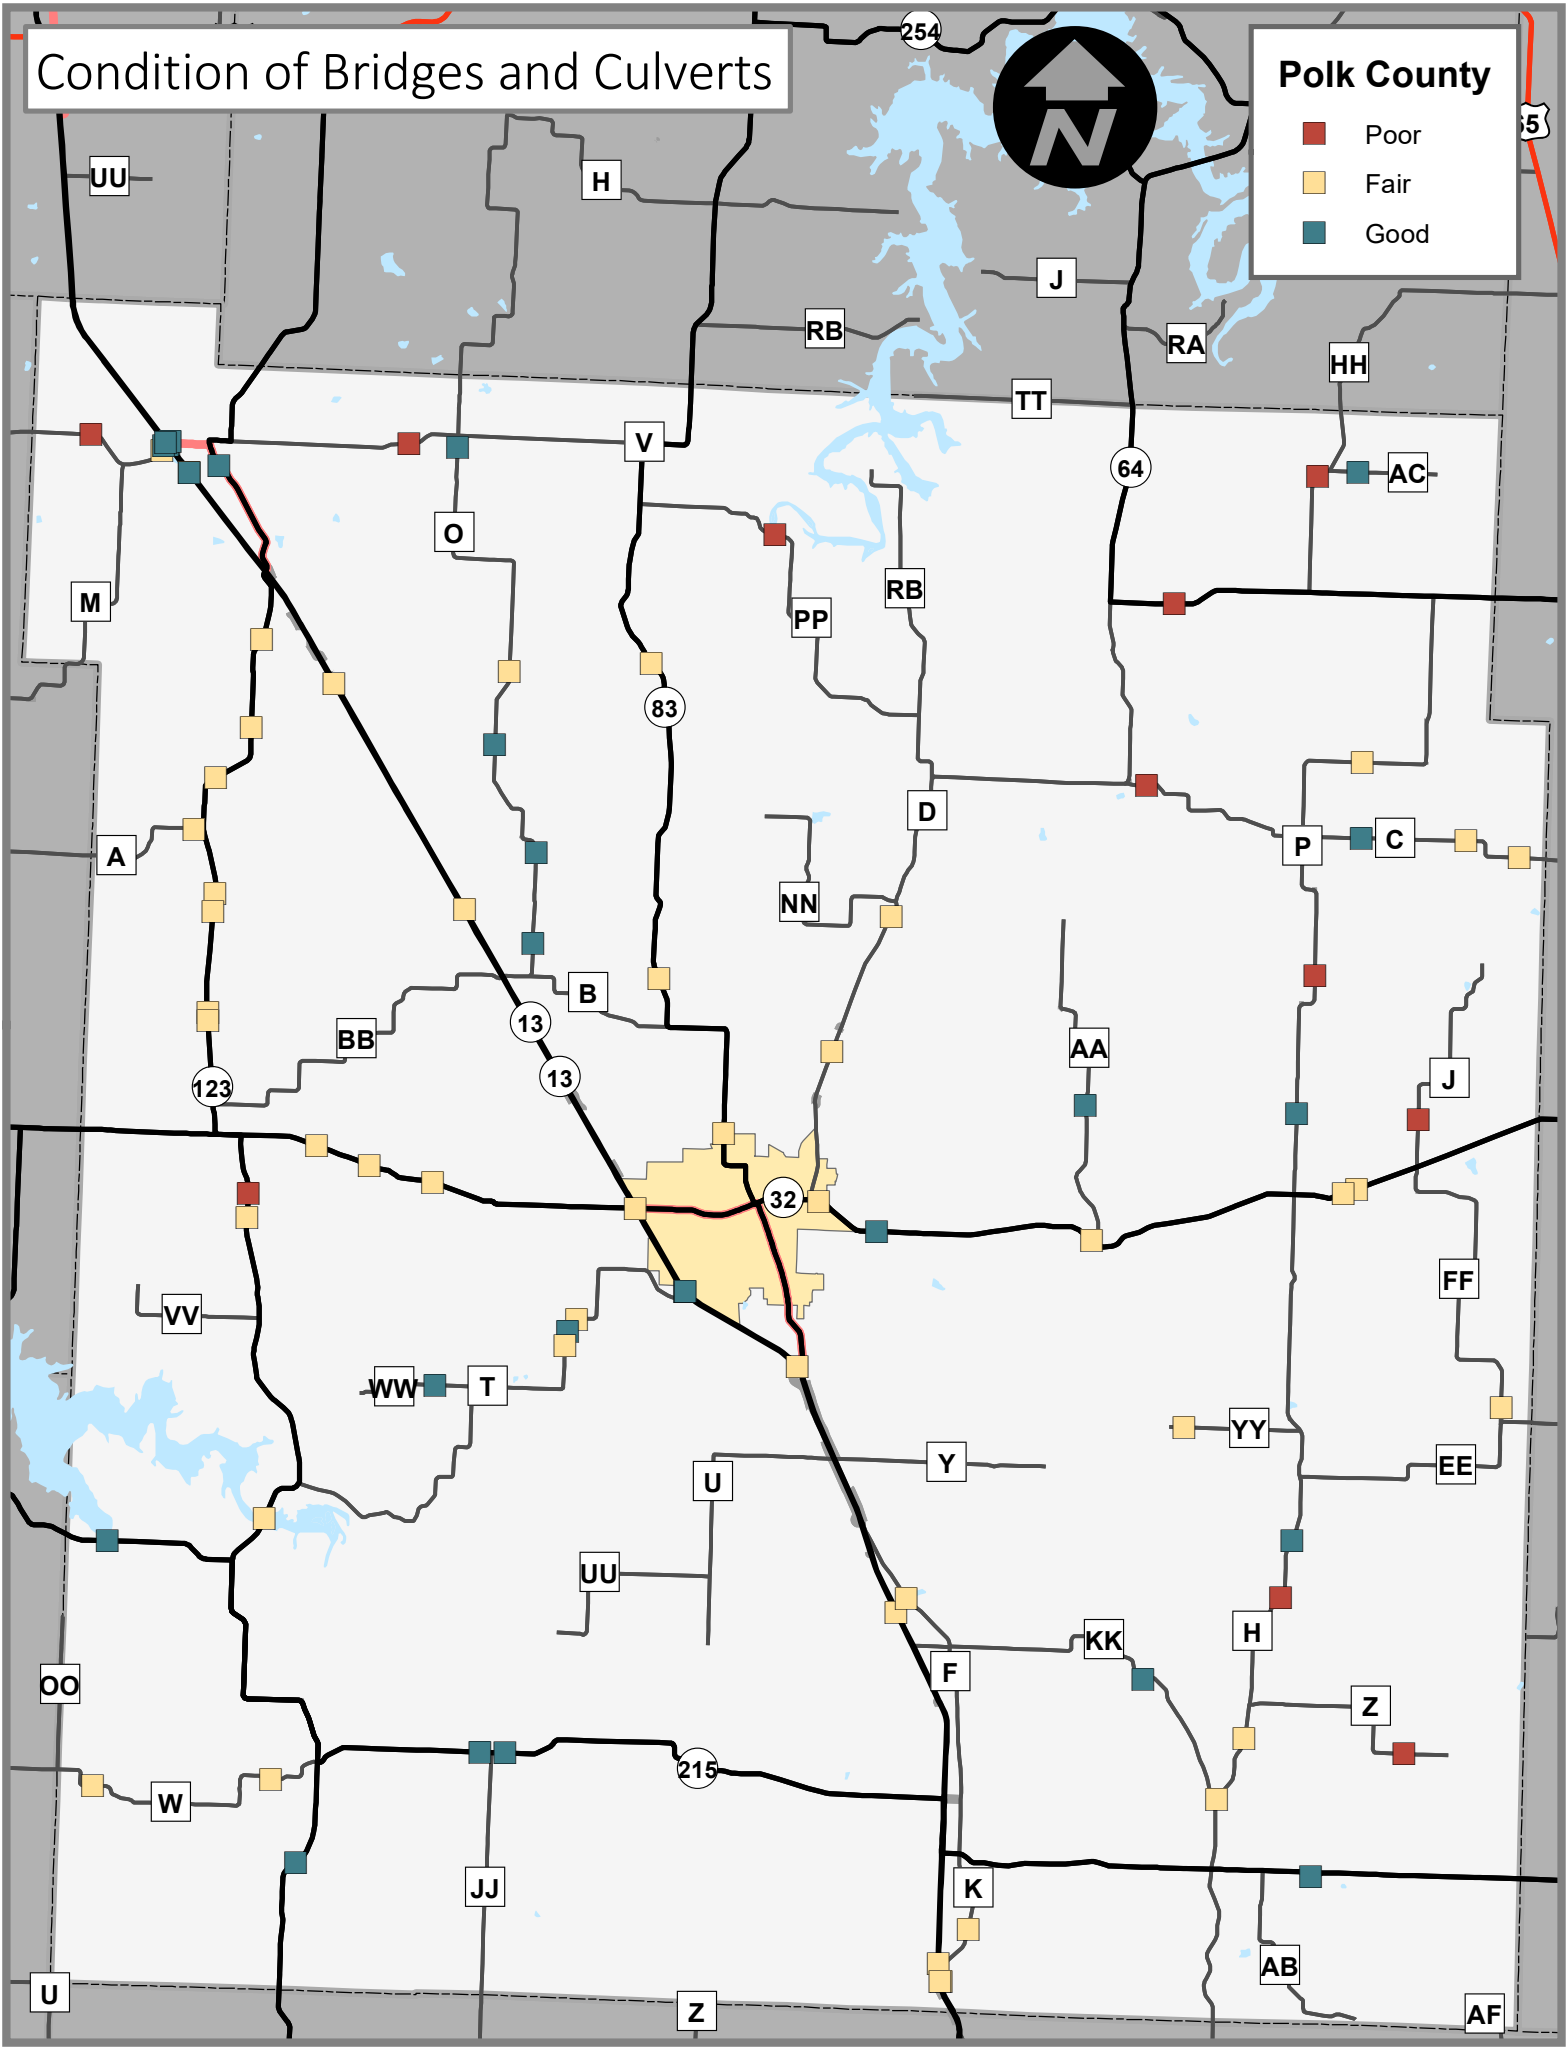 254
Condition of Bridges and Culverts
N
Polk County
Poor
Fair
Good
65
UU
H
J
RB
RA
HH
TT
V
64
AC
O
RB
M
PP
83
D
A
P
C
NN
B
13
BB
AA
13
J
123
32
FF
VV
WW
T
YY
Y
EE
U
UU
H
KK
F
OO
Z
215
W
JJ
K
AB
U
Z
AF